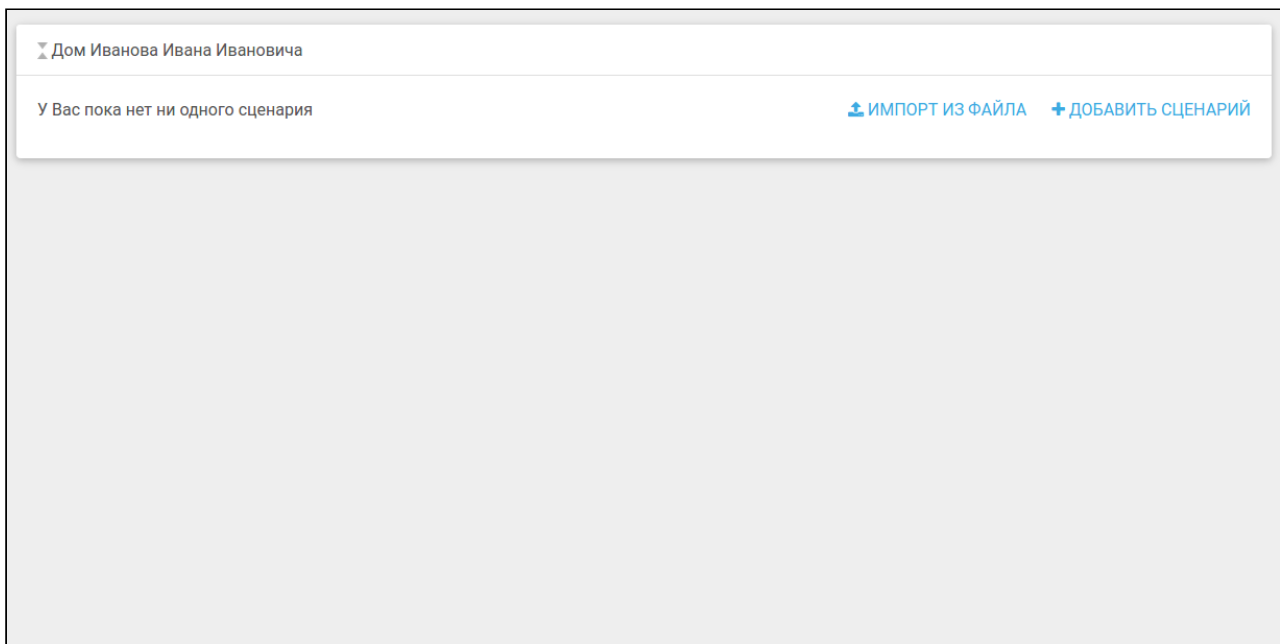 Дом Иванова Ивана Ивановича
У Вас пока нет ни одного сценария ИМПОРТ ИЗ ФАЙЛА ДОБАВИТЬ СЦЕНАРИЙ